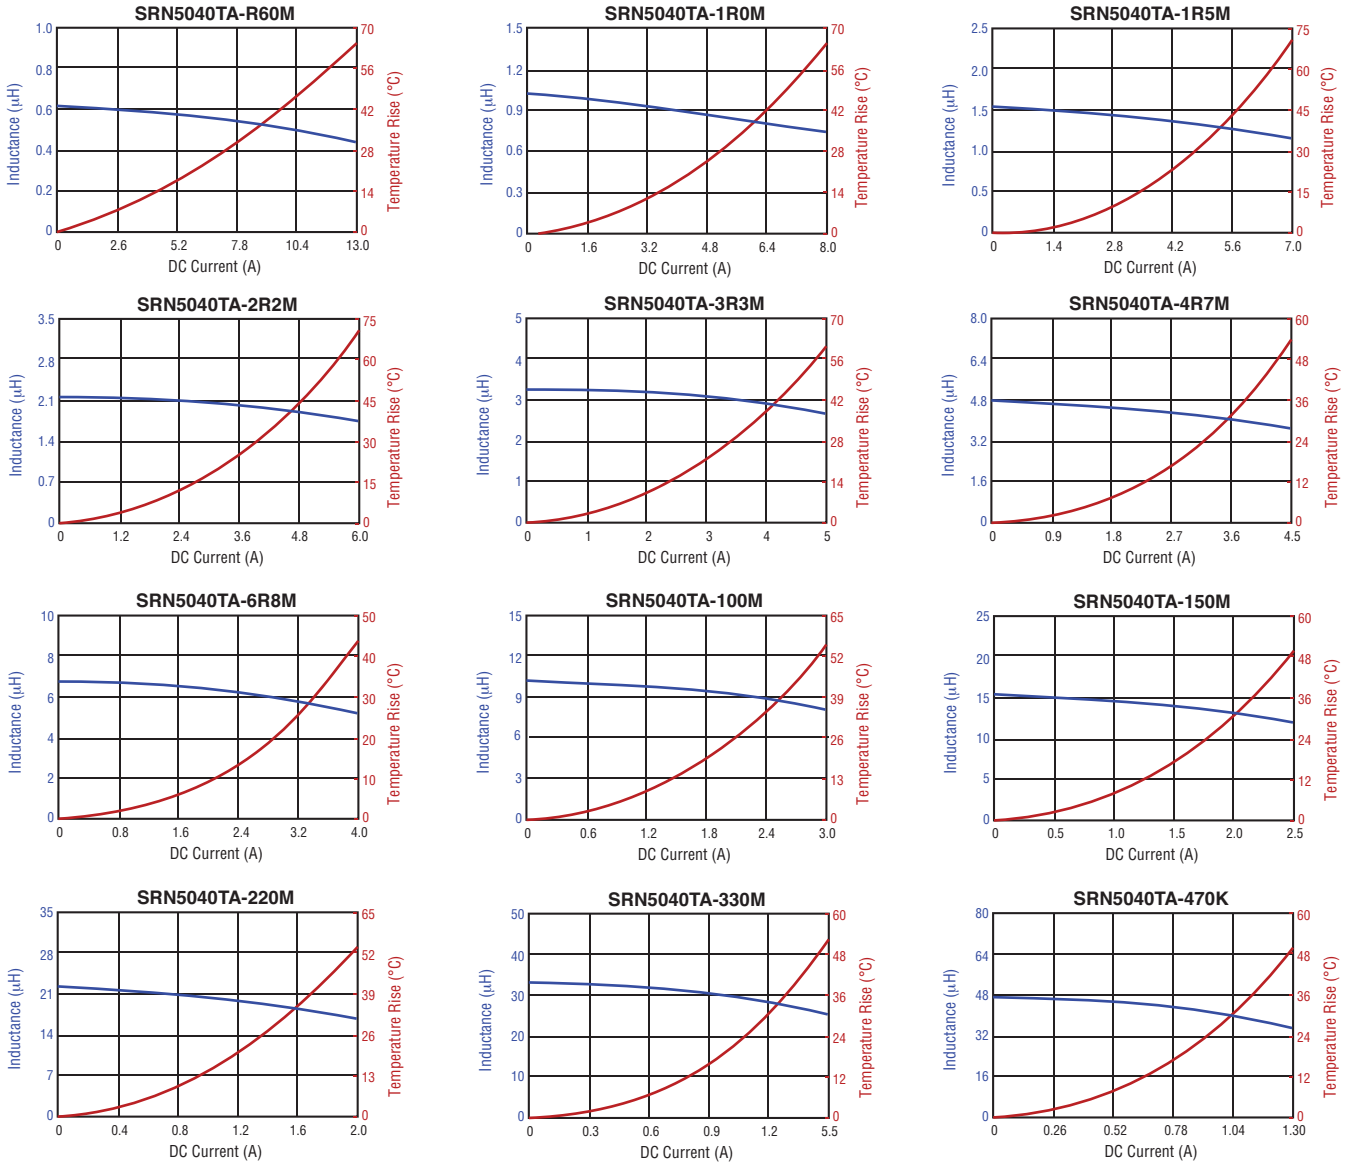 SRN5040TA-R60M
Inductance (µH)
1.0
0.8
0.6
0.4
0.2
0
70
56
42
28
14
0
Temperature Rise (°C)
0 2.6 5.2 7.8 10.4 13.0
DC Current (A)
SRN5040TA-1R0M
Inductance (µH)
1.5
1.2
0.9
0.6
0.3
0
70
56
42
28
14
0
Temperature Rise (°C)
0 1.6 3.2 4.8 6.4 8.0
DC Current (A)
SRN5040TA-1R5M
Inductance (µH)
2.5
2.0
1.5
1.0
0.5
0
75
60
45
30
15
0
Temperature Rise (°C)
0 1.4 2.8 4.2 5.6 7.0
DC Current (A)
SRN5040TA-2R2M
Inductance (µH)
3.5
2.8
2.1
1.4
0.7
0
75
60
45
30
15
0
Temperature Rise (°C)
0 1.2 2.4 3.6 4.8 6.0
DC Current (A)
SRN5040TA-3R3M
Inductance (µH)
5
4
3
2
1
0
70
56
42
28
14
0
Temperature Rise (°C)
0 1 2 3 4 5
DC Current (A)
SRN5040TA-4R7M
Inductance (µH)
8.0
6.4
4.8
3.2
1.6
0
60
48
36
24
12
0
Temperature Rise (°C)
0 0.9 1.8 2.7 3.6 4.5
DC Current (A)
SRN5040TA-6R8M
Inductance (µH)
10
8
6
4
2
0
50
40
30
20
10
0
Temperature Rise (°C)
0 0.8 1.6 2.4 3.2 4.0
DC Current (A)
SRN5040TA-100M
Inductance (µH)
15
12
9
6
3
0
65
52
39
26
13
0
Temperature Rise (°C)
0 0.6 1.2 1.8 2.4 3.0
DC Current (A)
SRN5040TA-150M
Inductance (µH)
25
20
15
10
5
0
60
48
36
24
12
0
Temperature Rise (°C)
0 0.5 1.0 1.5 2.0 2.5
DC Current (A)
SRN5040TA-220M
Inductance (µH)
35
28
21
14
7
0
65
52
39
26
13
0
Temperature Rise (°C)
0 0.4 0.8 1.2 1.6 2.0
DC Current (A)
SRN5040TA-330M
Inductance (µH)
50
40
30
20
10
0
60
48
36
24
12
0
Temperature Rise (°C)
0 0.3 0.6 0.9 1.2 5.5
DC Current (A)
SRN5040TA-470K
Inductance (µH)
80
64
48
32
16
0
60
48
36
24
12
0
Temperature Rise (°C)
0 0.26 0.52 0.78 1.04 1.30
DC Current (A)